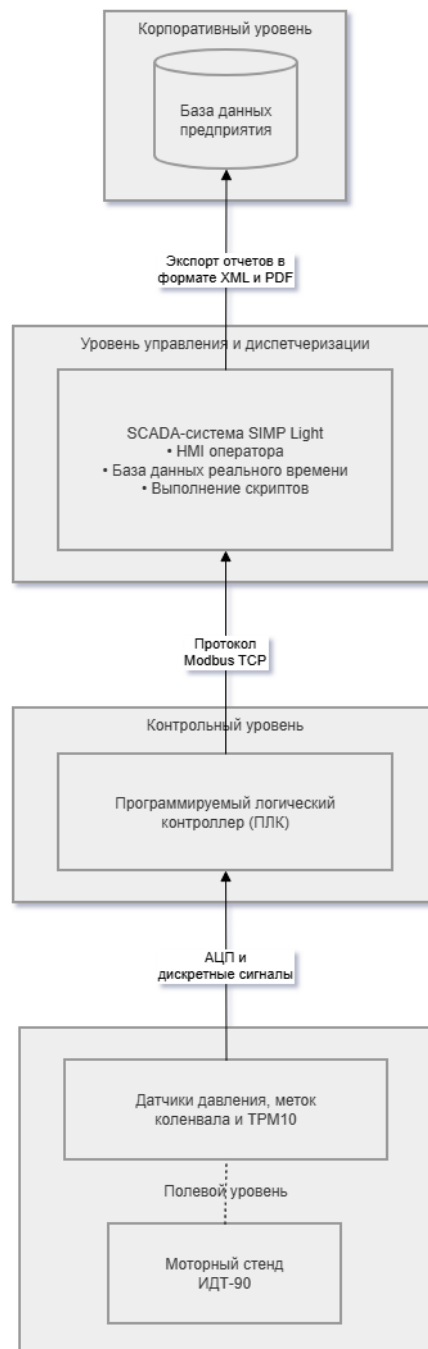 Корпоративный уровень
База данных
предприятия
Экспорт отчетов в
формате XML и PDF
Уровень управления и диспетчеризации
SCADA-система SIMP Light
• HMI оператора
• База данных реального времени
• Выполнение скриптов
Протокол
Modbus TCP
Контрольный уровень
Программируемый логический
контроллер (ПЛК)
АЦП и
дискретные сигналы
Датчики давления, меток
коленвала и ТРМ10
Полевой уровень
Моторный стенд
ИДТ-90